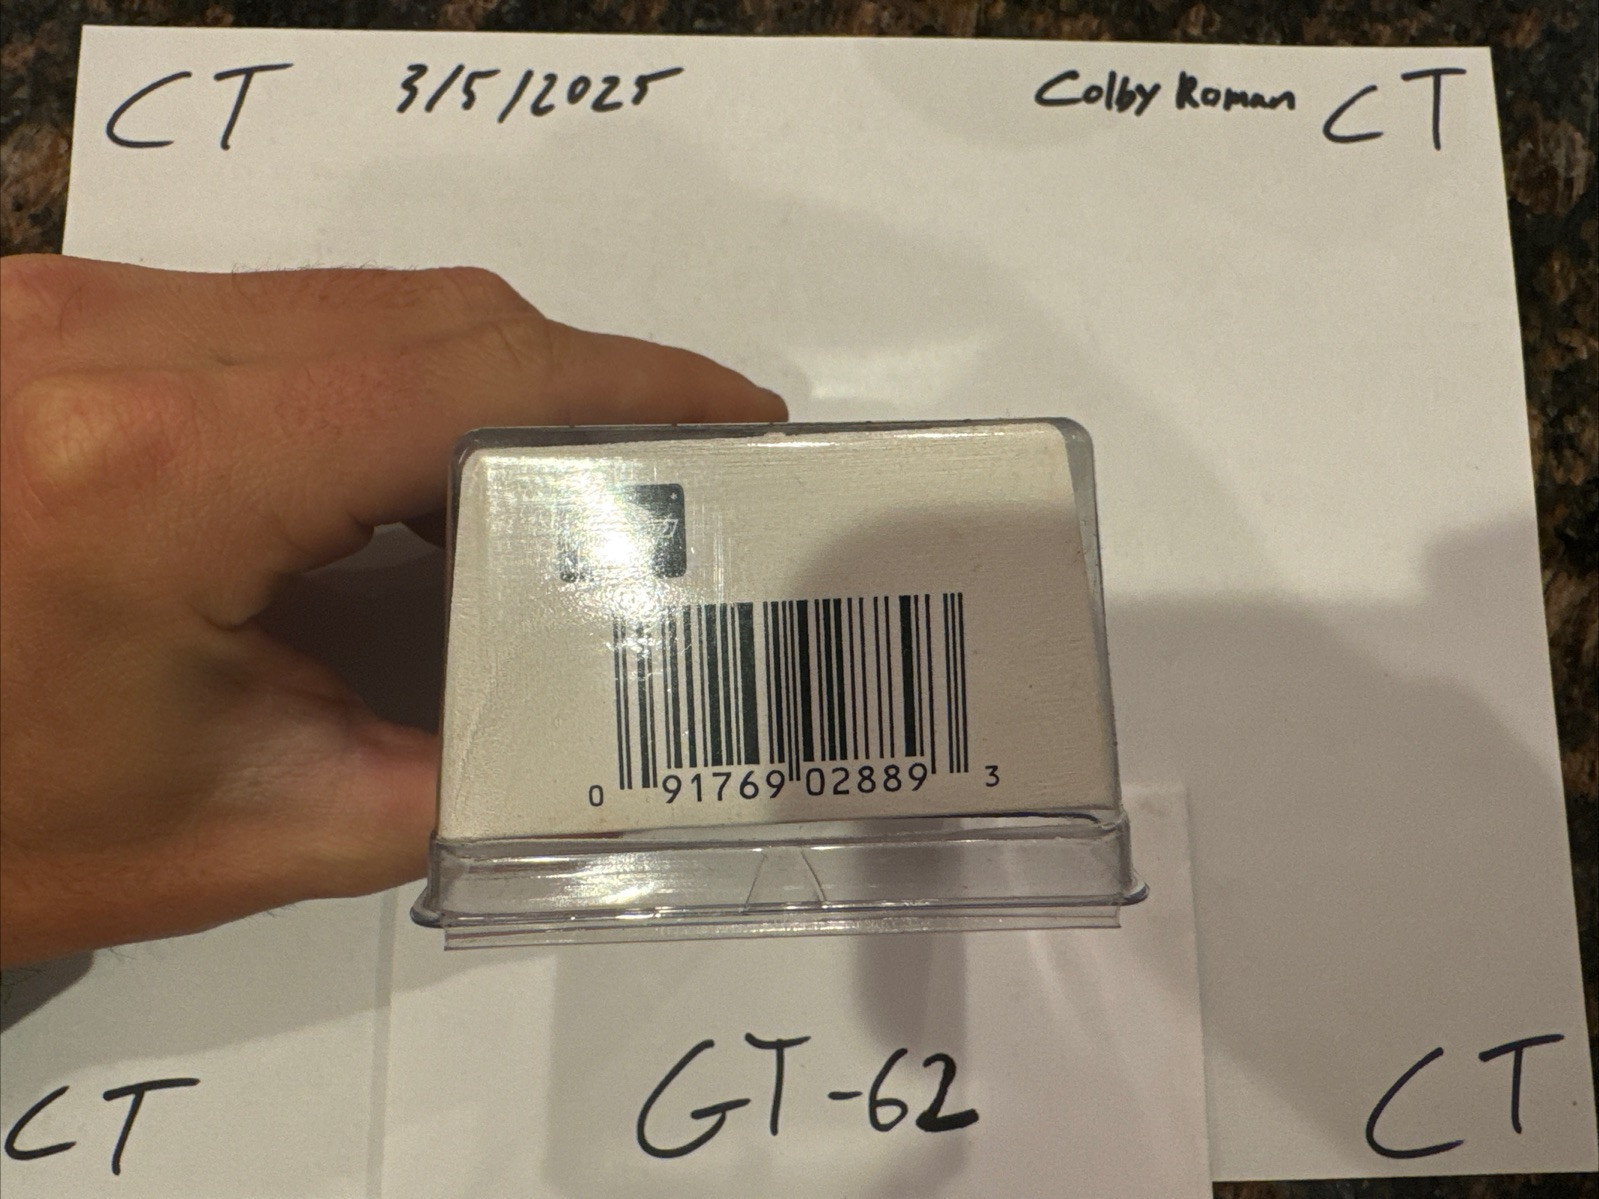 CT 3/5/2025 Colby Roman CT
0 91769 02889 3
GT-62
CT CT